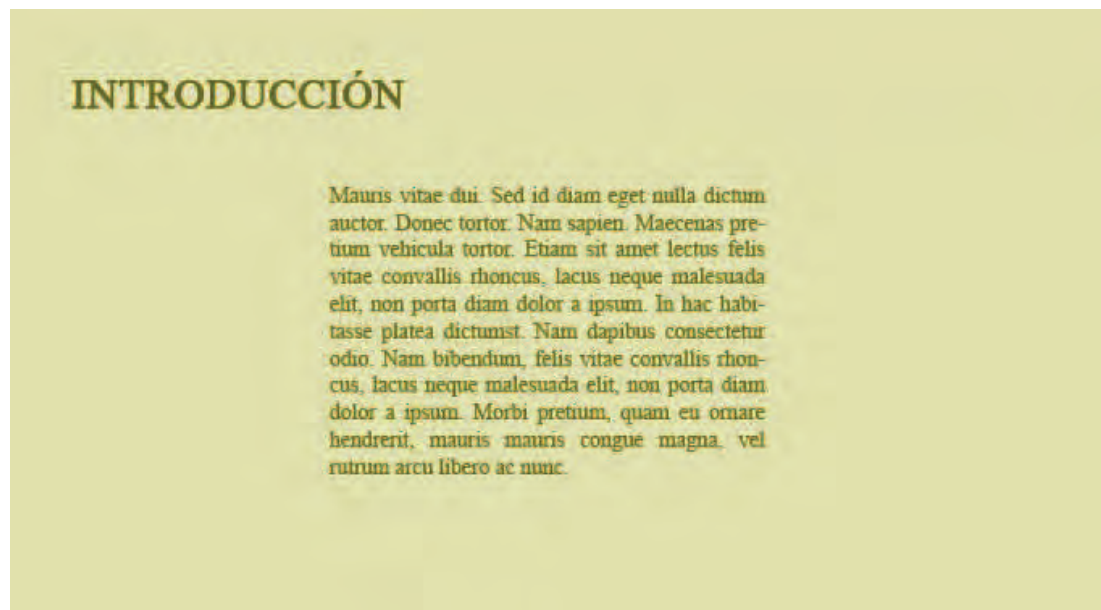 INTRODUCCIÓN
Mauris vitae dui. Sed id diam eget nulla dictum
auctor. Donec tortor. Nam sapien. Maecenas pre-
tium vehicula tortor. Etiam sit amet lectus felis
vitae convallis rhoncus, lacus neque malesuada
elit, non porta diam dolor a ipsum. In hac habi-
tasse platea dictumst. Nam dapibus consectetur
odio. Nam bibendum, felis vitae convallis rhon-
cus, lacus neque malesuada elit, non porta diam
dolor a ipsum. Morbi pretium, quam eu ornare
hendrerit, mauris mauris congue magna, vel
rutrum arcu libero ac nunc.